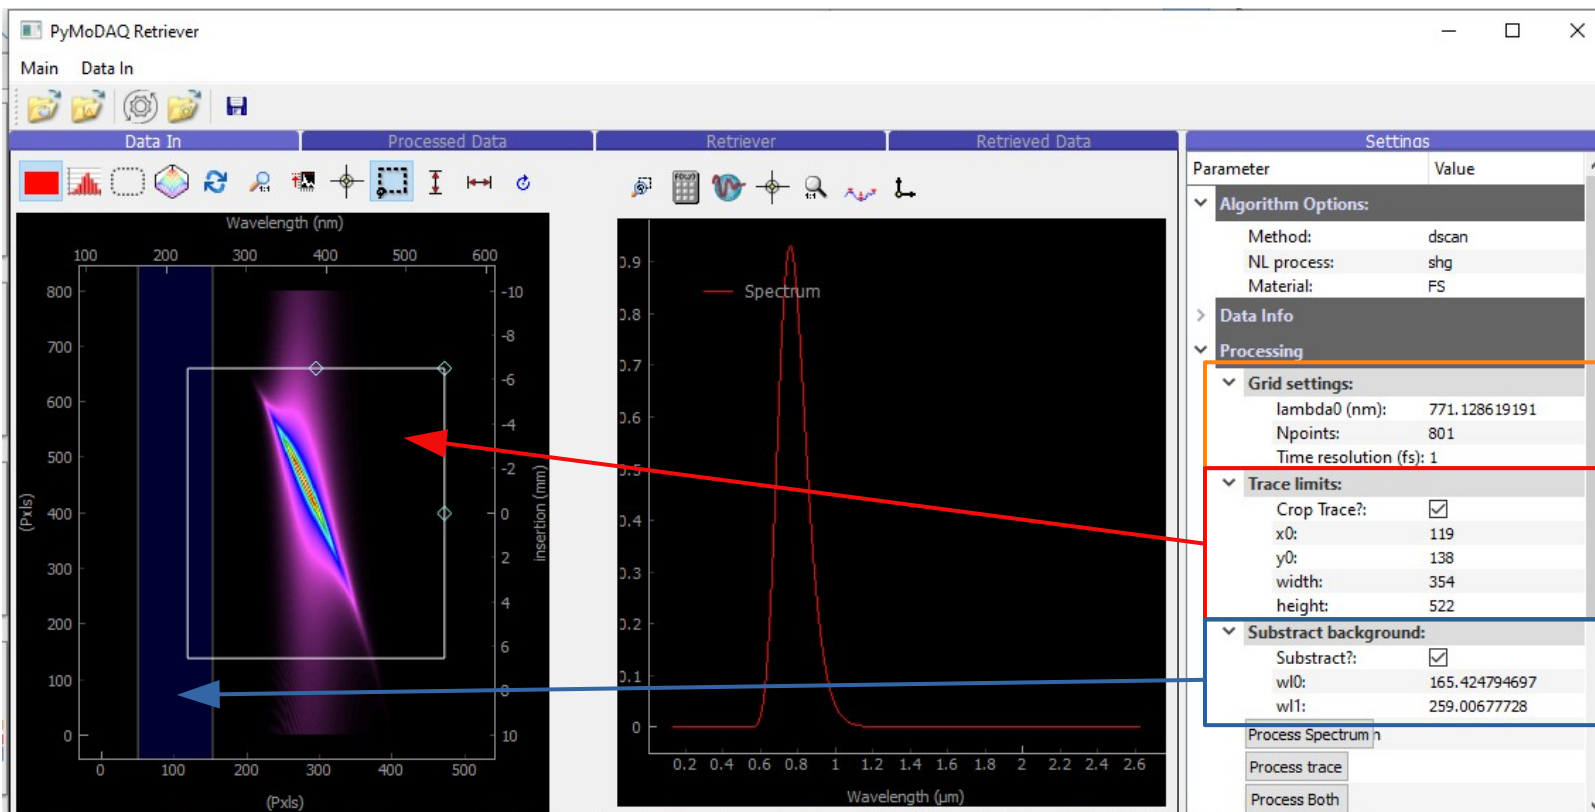 PyMoDAQ Retriever
Main Data In
Data In Processed Data Retriever Retrieved Data Settings
Wavelength (nm)
100 200 300 400 500 600
800 700 600 500 400 300 200 100 0
(Pxls)
-10 -8 -6 -4 -2 0 2 4 6 8 10
insertion (mm)
0 100 200 300 400 500
(Pxls)
Spectrum
0.9 0.8 0.7 0.6 0.5 0.4 0.3 0.2 0.1 0
0.2 0.4 0.6 0.8 1 1.2 1.4 1.6 1.8 2 2.2 2.4 2.6
Wavelength (µm)
Parameter Value
Algorithm Options:
Method: dscan
NL process: shg
Material: FS
Data Info
Processing
Grid settings:
lambda0 (nm): 771.128619191
Npoints: 801
Time resolution (fs): 1
Trace limits:
Crop Trace?:
x0: 119
y0: 138
width: 354
height: 522
Substract background:
Substract?:
wl0: 165.424794697
wl1: 259.00677728
Process Spectrum
Process trace
Process Both